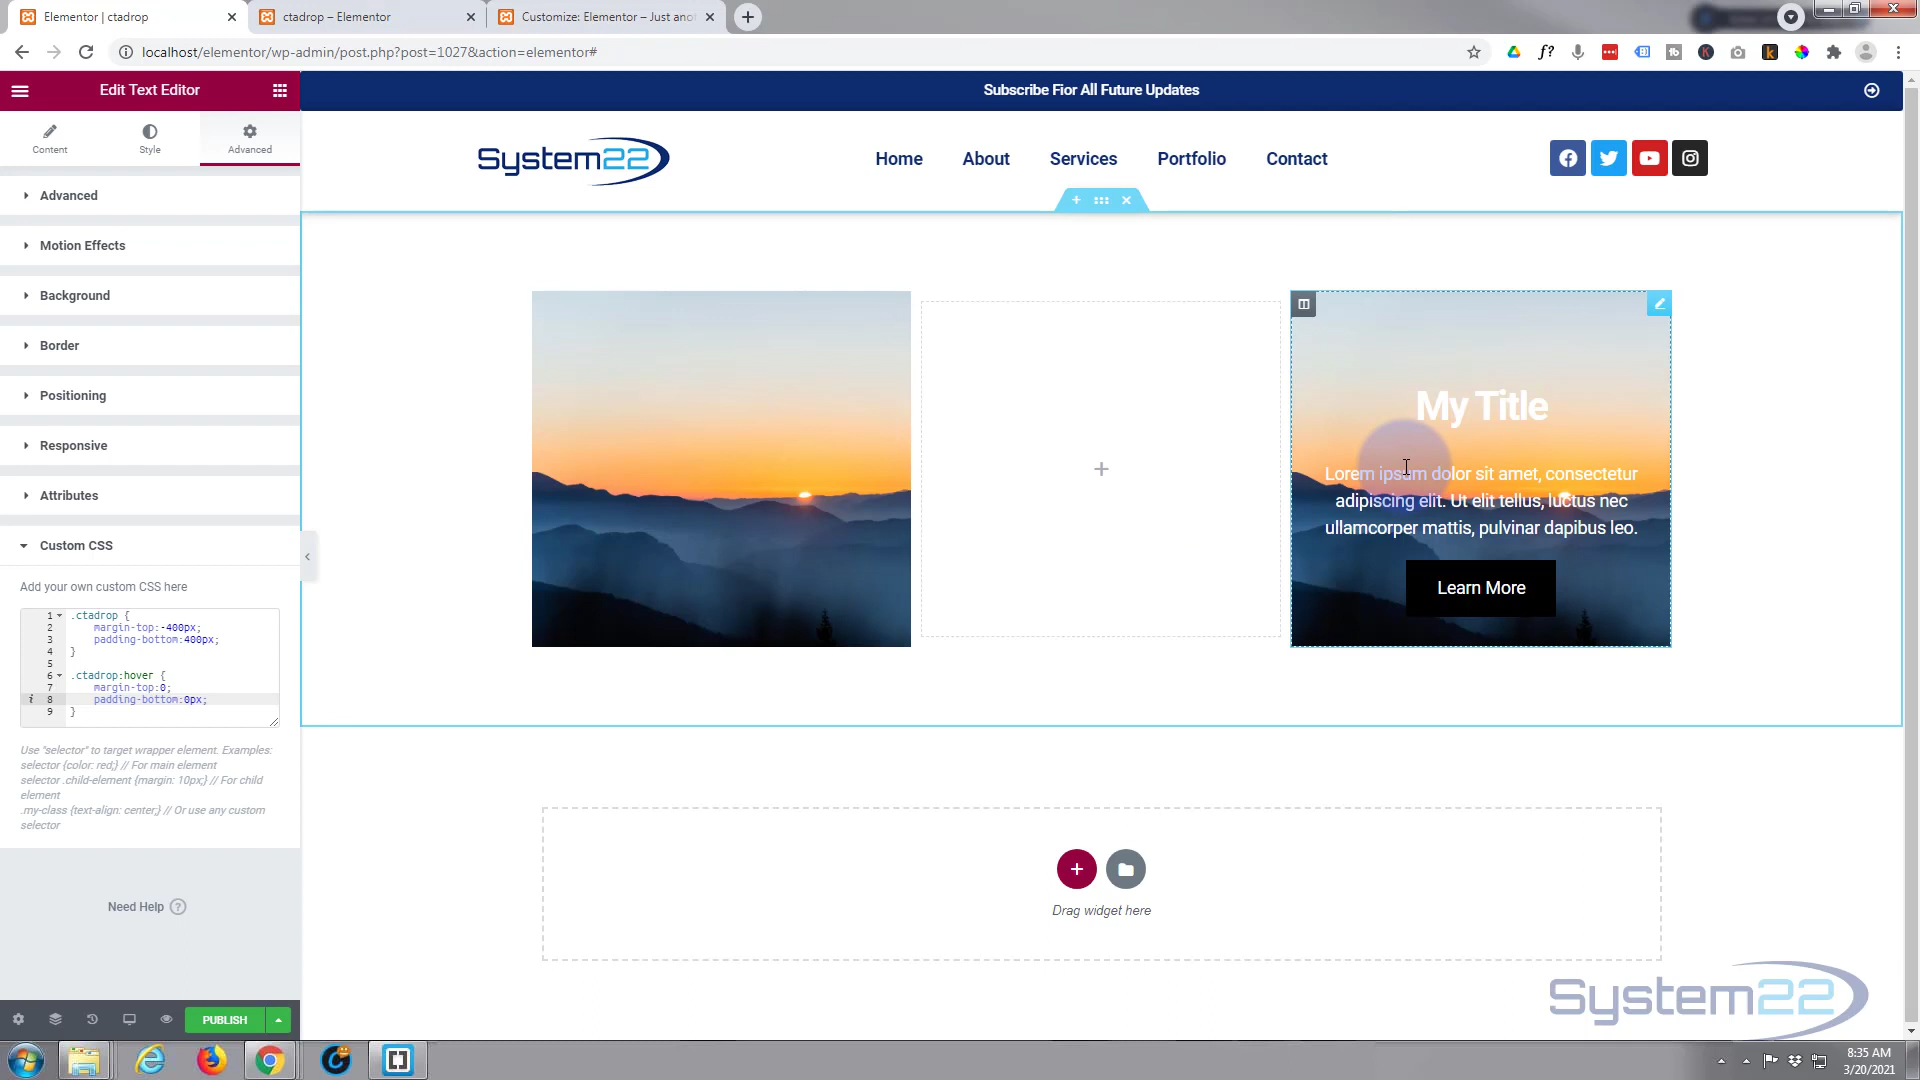 Elementor | ctadrop
ctadrop – Elementor
Customize: Elementor – Just ano
localhost/elementor/wp-admin/post.php?post=1027&action=elementor#
Edit Text Editor
Content
Style
Advanced
Advanced
Motion Effects
Background
Border
Positioning
Responsive
Attributes
Custom CSS
Add your own custom CSS here
1 .ctadrop {
2 margin-top:-400px;
3 padding-bottom:400px;
4 }
5
6 .ctadrop:hover {
7 margin-top:0;
8 padding-bottom:0px;
9 }
Use "selector" to target wrapper element. Examples:
selector {color: red;} // For main element
selector .child-element {margin: 10px;} // For child
element
.my-class {text-align: center;} // Or use any custom
selector
Need Help ?
PUBLISH
Subscribe Fior All Future Updates
System22
Home About Services Portfolio Contact
My Title
Lorem ipsum dolor sit amet, consectetur
adipiscing elit. Ut elit tellus, luctus nec
ullamcorper mattis, pulvinar dapibus leo.
Learn More
Drag widget here
System22
8:35 AM
3/20/2021